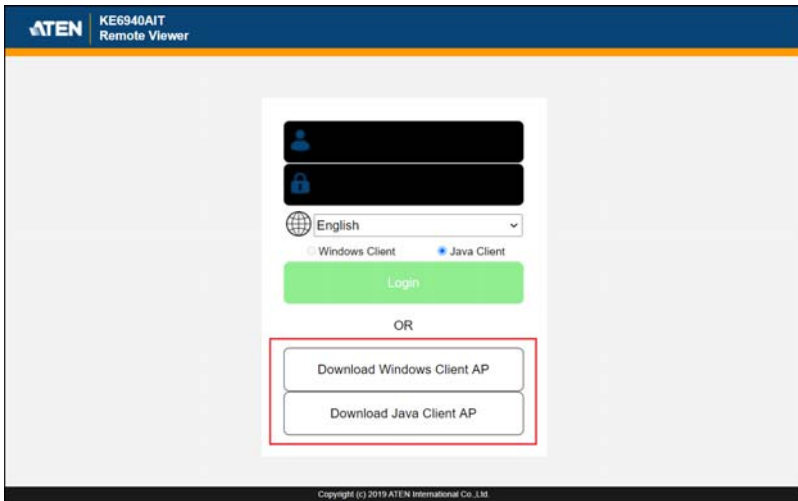 ATEN
KE6940AIT
Remote Viewer
English
Windows Client Java Client
Login
OR
Download Windows Client AP
Download Java Client AP
Copyright (c) 2019 ATEN International Co.,Ltd.